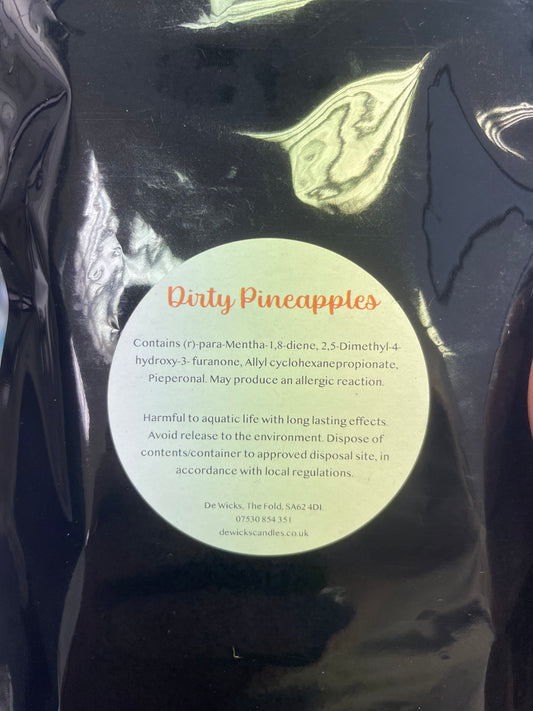 Dirty Pineapples
Contains (r)-para-Mentha-1,8-diene, 2,5-Dimethyl-4-
hydroxy-3- furanone, Allyl cyclohexanepropionate,
Pieperonal. May produce an allergic reaction.
Harmful to aquatic life with long lasting effects.
Avoid release to the environment. Dispose of
contents/container to approved disposal site, in
accordance with local regulations.
De Wicks, The Fold, SA62 4DL
07530 854 351
dewickscandles.co.uk